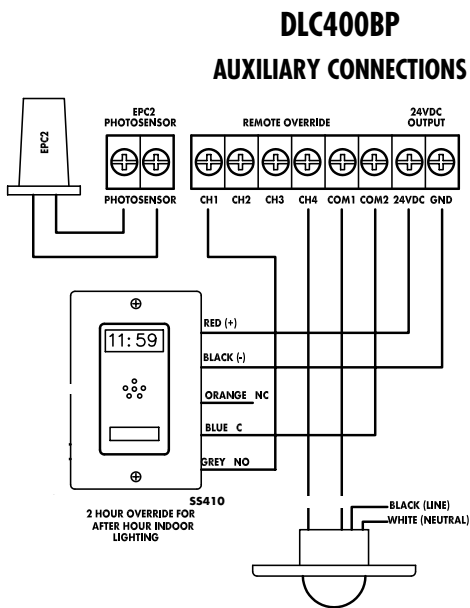 DLC400BP
AUXILIARY CONNECTIONS
EPC2
EPC2
PHOTOSENSOR
REMOTE OVERRIDE
24VDC
OUTPUT
PHOTOSENSOR
CH1 CH2 CH3 CH4 COM1 COM2 24VDC GND
RED (+)
11:59
BLACK (-)
ORANGE NC
BLUE C
GREY NO
SS410
2 HOUR OVERRIDE FOR
AFTER HOUR INDOOR
LIGHTING
BLACK (LINE)
WHITE (NEUTRAL)